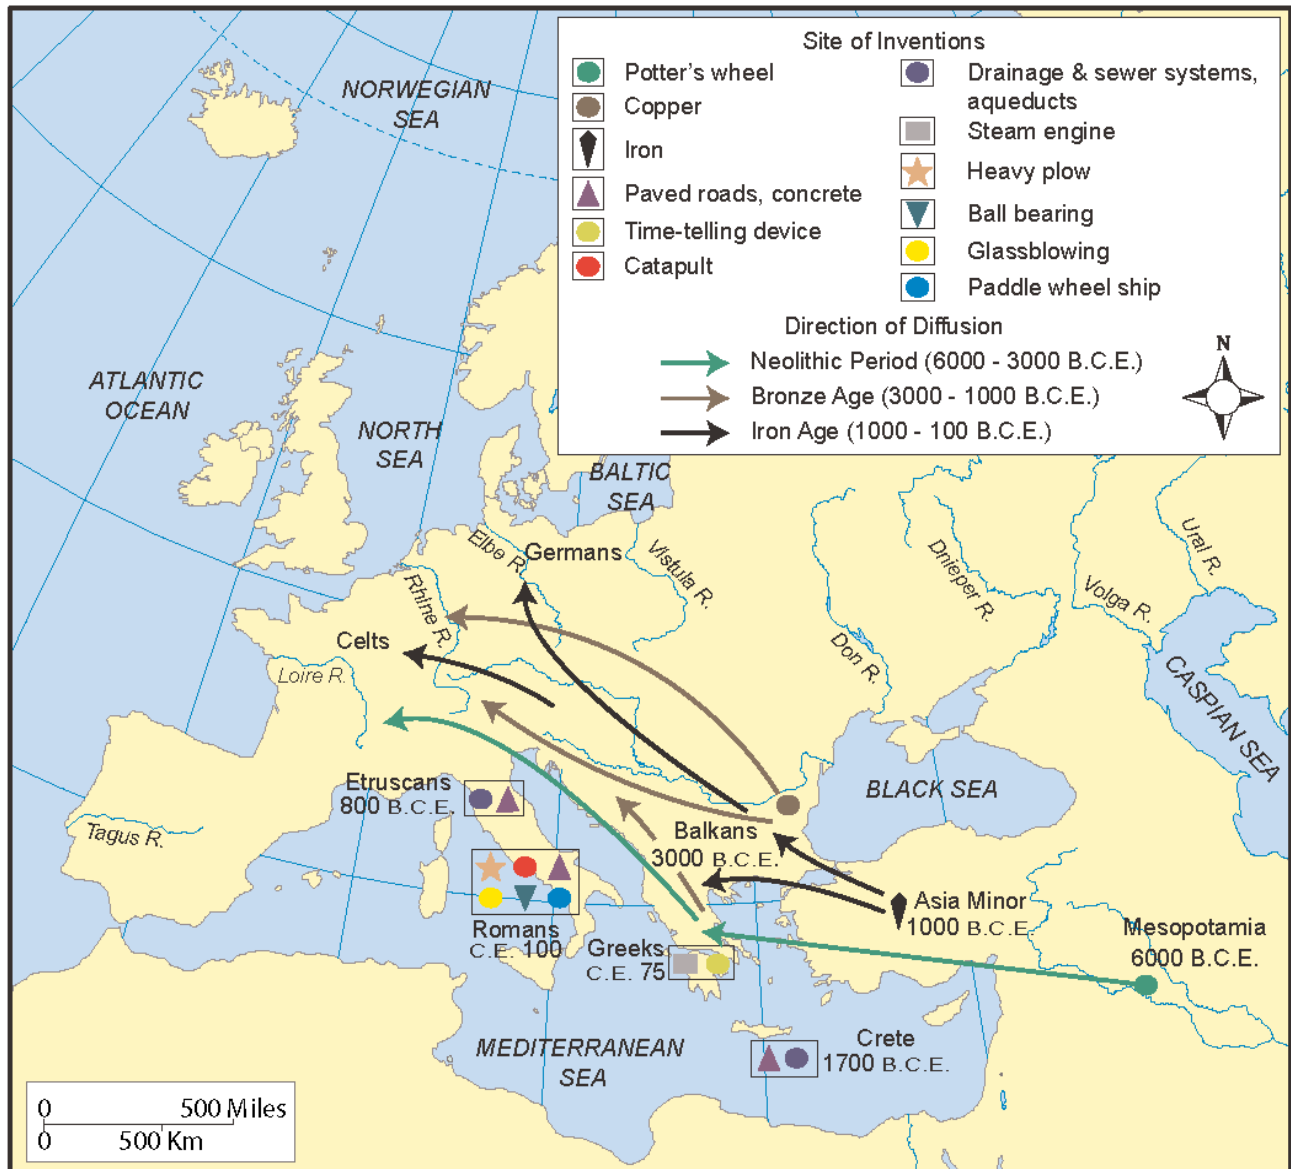 Site of Inventions
Potter's wheel
Copper
Iron
Paved roads, concrete
Time-telling device
Catapult
Drainage & sewer systems,
aqueducts
Steam engine
Heavy plow
Ball bearing
Glassblowing
Paddle wheel ship
Direction of Diffusion
Neolithic Period (6000 - 3000 B.C.E.)
Bronze Age (3000 - 1000 B.C.E.)
Iron Age (1000 - 100 B.C.E.)
N
NORWEGIAN
SEA
ATLANTIC
OCEAN
NORTH
SEA
BALTIC
SEA
Elbe R.
Germans
Vistula R.
Rhine R.
Dnieper R.
Ural R.
Volga R.
Don R.
Celts
Loire R.
CASPIAN SEA
BLACK SEA
Etruscans
800 B.C.E.
Tagus R.
Balkans
3000 B.C.E.
Asia Minor
1000 B.C.E
Mesopotamia
6000 B.C.E.
Romans
C.E. 100
Greeks
C.E. 75
MEDITERRANEAN
SEA
Crete
1700 B.C.E.
0 500 Miles
0 500 Km